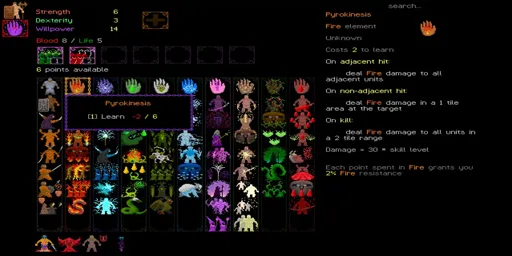 Strength 6
Dexterity 3
Willpower 14
Blood 8 / Life 5
6 points available
Pyrokinesis
[1] Learn -2 / 6
search...
Pyrokinesis
Fire element
Unknown
Costs 2 to learn
On adjacent hit:
deal Fire damage to all
adjacent units
On non-adjacent hit:
deal Fire damage in a 1 tile
area at the target
On kill:
deal Fire damage to all units in
a 2 tile range
Damage = 30 * skill level
Each point spent in Fire grants you
2% Fire resistance